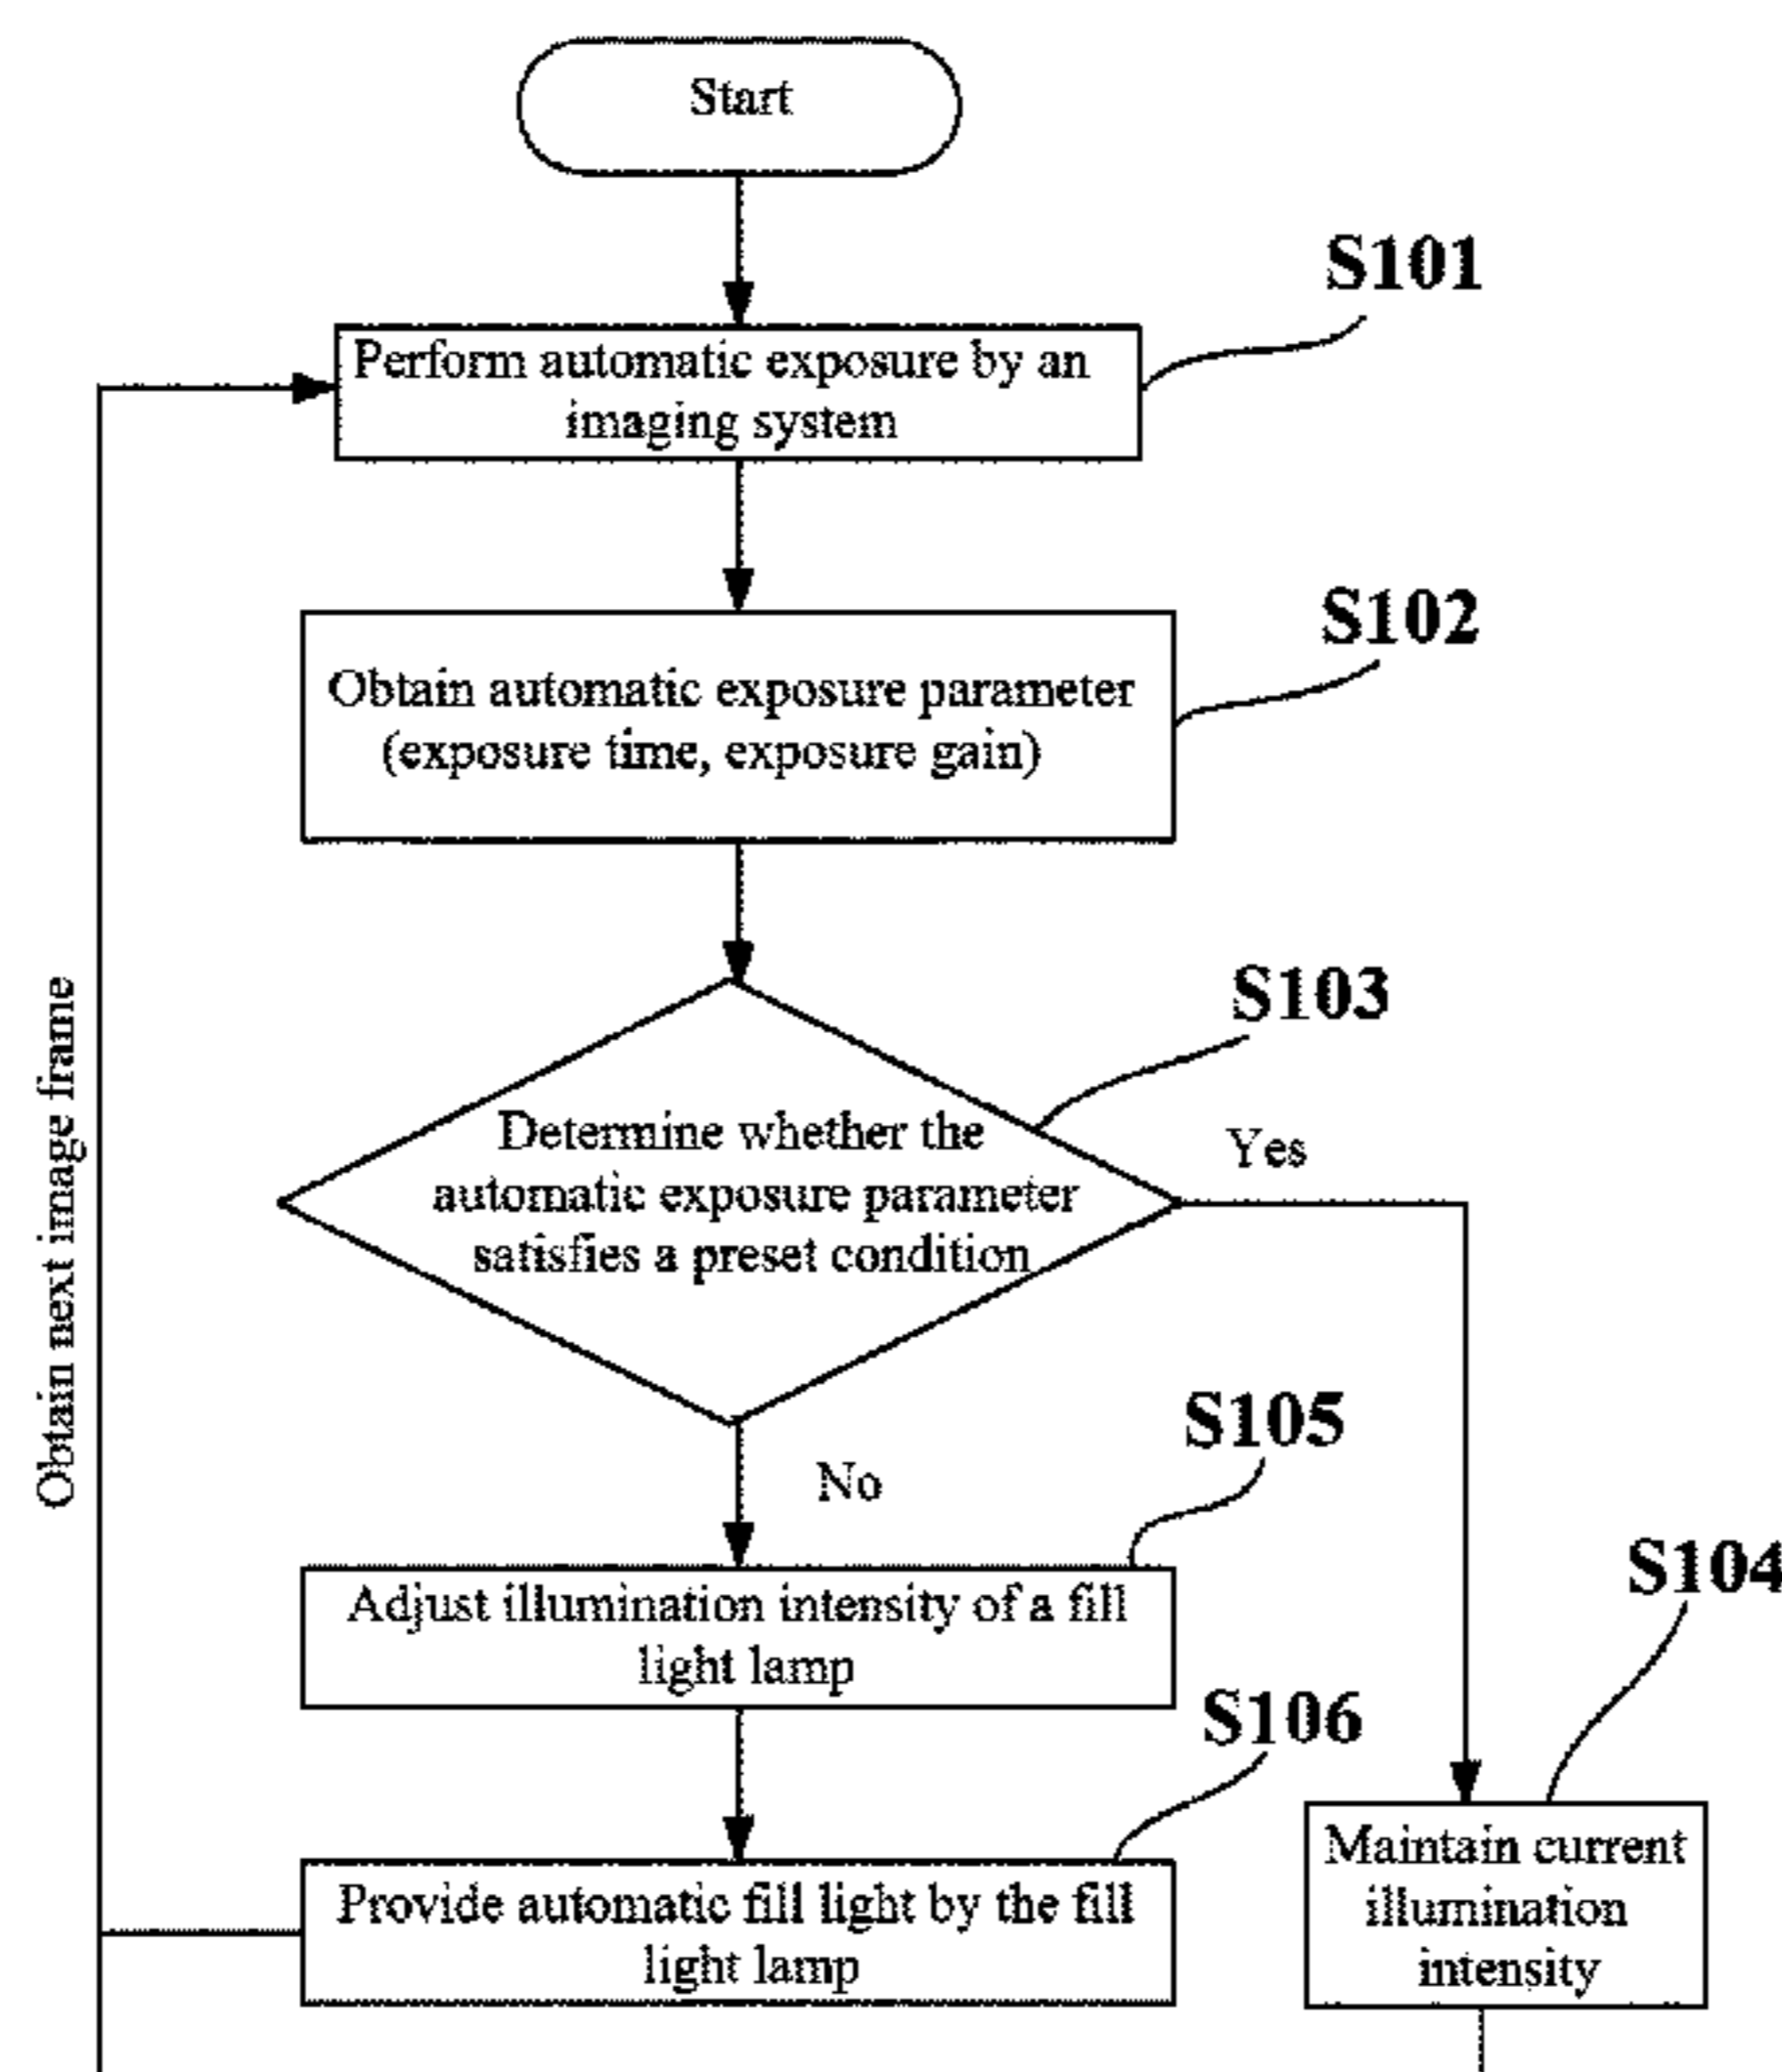 Start
S101
Perform automatic exposure by an
imaging system
S102
Obtain automatic exposure parameter
(exposure time, exposure gain)
S103
Determine whether the
automatic exposure parameter
satisfies a preset condition
Yes
No
Obtain next image frame
S105
Adjust illumination intensity of a fill
light lamp
S104
S106
Provide automatic fill light by the fill
light lamp
Maintain current
illumination
intensity